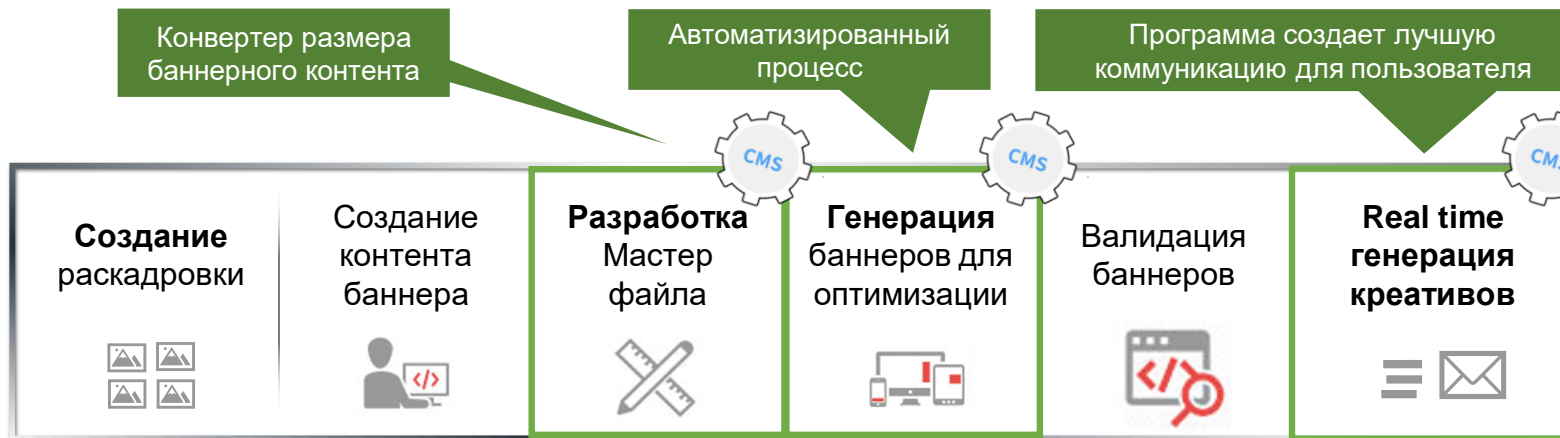 Конвертер размера
баннерного контента
Автоматизированный
процесс
Программа создает лучшую
коммуникацию для пользователя
CMS
CMS
Создание
раскадровки
Создание
контента
баннера
</>
Разработка
Мастер
файла
Генерация
баннеров для
оптимизации
Валидация
баннеров
</>
Real time
генерация
креативов